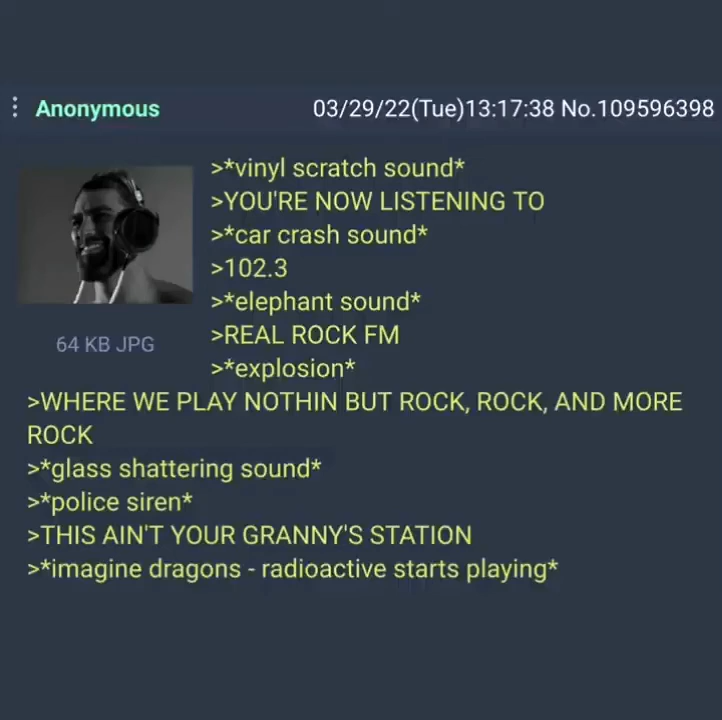 ⋮ Anonymous 03/29/22(Tue)13:17:38 No.109596398
>*vinyl scratch sound*
>YOU'RE NOW LISTENING TO
>*car crash sound*
>102.3
>*elephant sound*
>REAL ROCK FM
64 KB JPG
>*explosion*
>WHERE WE PLAY NOTHIN BUT ROCK, ROCK, AND MORE
ROCK
>*glass shattering sound*
>*police siren*
>THIS AIN'T YOUR GRANNY'S STATION
>*imagine dragons - radioactive starts playing*